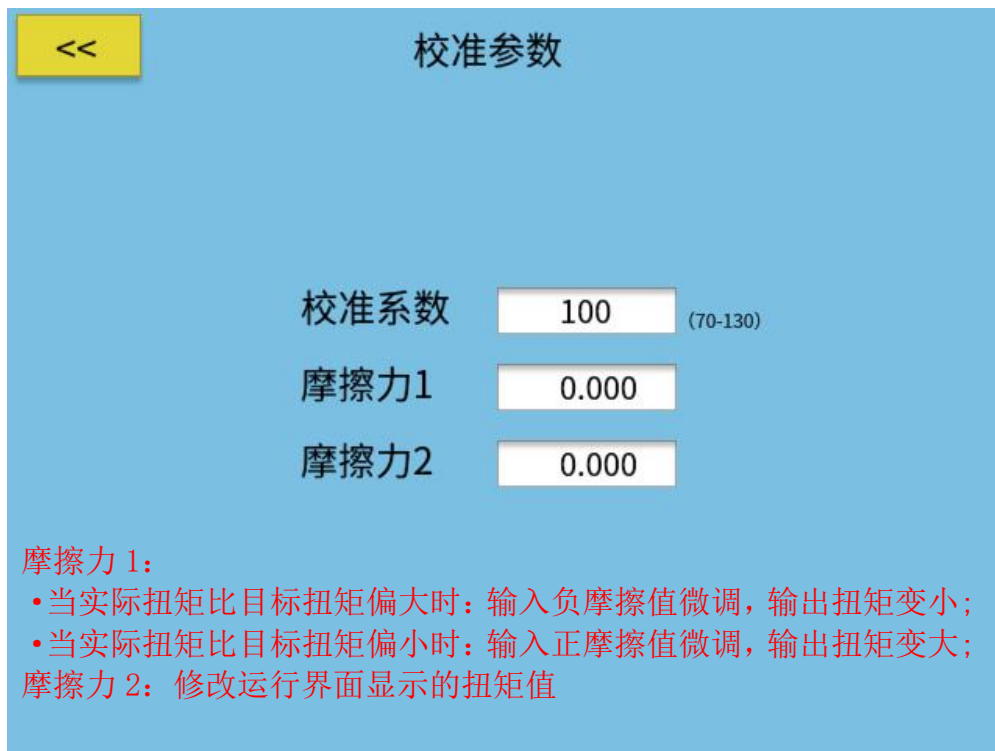 <<
校准参数
校准系数 100 (70-130)
摩擦力1 0.000
摩擦力2 0.000
摩擦力 1：
•当实际扭矩比目标扭矩偏大时：输入负摩擦值微调，输出扭矩变小；
•当实际扭矩比目标扭矩偏小时：输入正摩擦值微调，输出扭矩变大；
摩擦力 2：修改运行界面显示的扭矩值